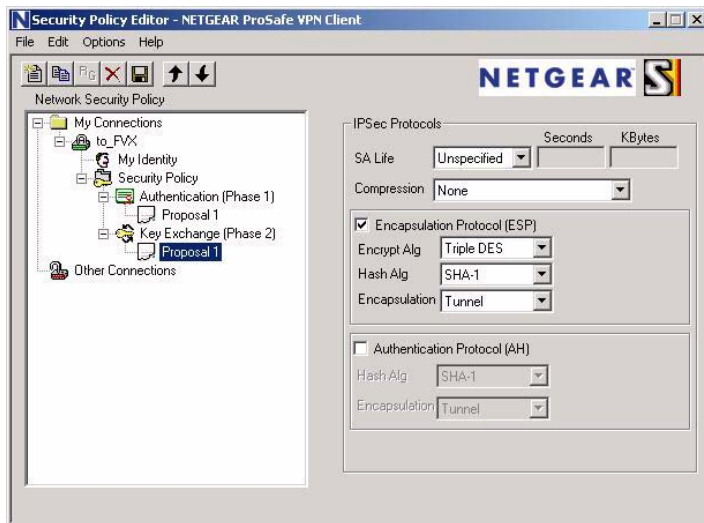 N Security Policy Editor - NETGEAR ProSafe VPN Client
File Edit Options Help
NETGEAR S
Network Security Policy
My Connections
to_FVX
My Identity
Security Policy
Authentication (Phase 1)
Proposal 1
Key Exchange (Phase 2)
Proposal 1
Other Connections
IPSec Protocols
Seconds KBytes
SA Life Unspecified
Compression None
Encapsulation Protocol (ESP)
Encrypt Alg Triple DES
Hash Alg SHA-1
Encapsulation Tunnel
Authentication Protocol (AH)
Hash Alg SHA-1
Encapsulation Tunnel